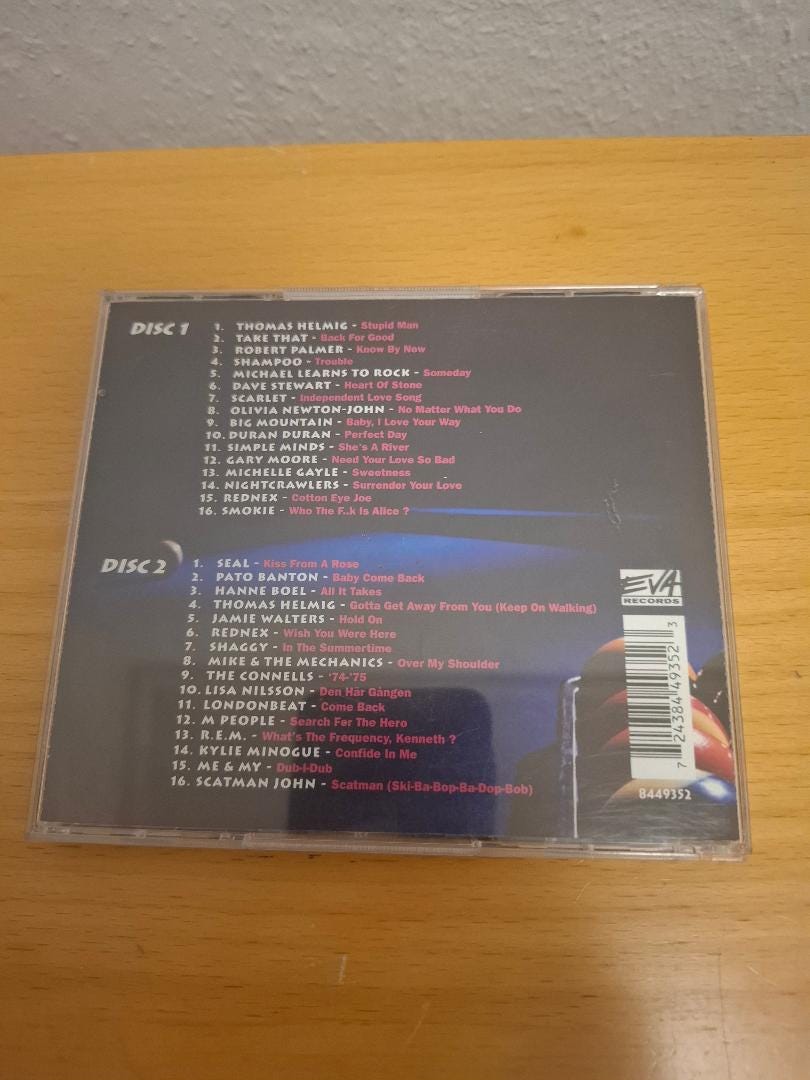 DISC 1
1. THOMAS HELMIG - Stupid Man
2. TAKE THAT - Back For Good
3. ROBERT PALMER - Know By Now
4. SHAMPOO - Trouble
5. MICHAEL LEARNS TO ROCK - Someday
6. DAVE STEWART - Heart Of Stone
7. SCARLET - Independent Love Song
8. OLIVIA NEWTON-JOHN - No Matter What You Do
9. BIG MOUNTAIN - Baby, I Love Your Way
10. DURAN DURAN - Perfect Day
11. SIMPLE MINDS - She's A River
12. GARY MOORE - Need Your Love So Bad
13. MICHELLE GAYLE - Sweetness
14. NIGHTCRAWLERS - Surrender Your Love
15. REDNEX - Cotton Eye Joe
16. SMOKIE - Who The F..k Is Alice ?
DISC 2
1. SEAL - Kiss From A Rose
2. PATO BANTON - Baby Come Back
3. HANNE BOEL - All It Takes
4. THOMAS HELMIG - Gotta Get Away From You (Keep On Walking)
5. JAMIE WALTERS - Hold On
6. REDNEX - Wish You Were Here
7. SHAGGY - In The Summertime
8. MIKE & THE MECHANICS - Over My Shoulder
9. THE CONNELLS - '74-'75
10. LISA NILSSON - Den Här Gången
11. LONDONBEAT - Come Back
12. M PEOPLE - Search For The Hero
13. R.E.M. - What's The Frequency, Kenneth ?
14. KYLIE MINOGUE - Confide In Me
15. ME & MY - Dub-I-Dub
16. SCATMAN JOHN - Scatman (Ski-Ba-Bop-Ba-Dop-Bob)
EVA
RECORDS
7 24384 49352 3
8449352